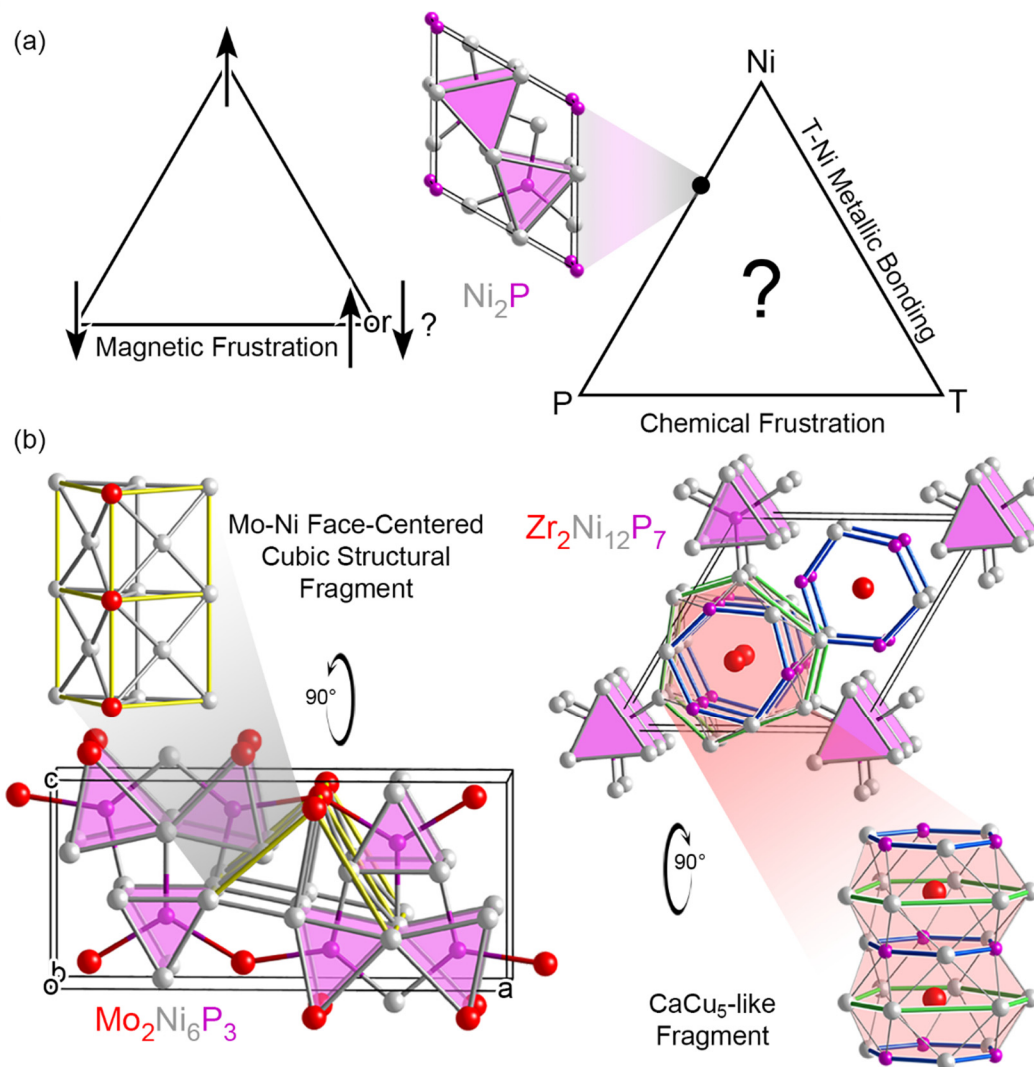 (a)
Magnetic Frustration
or
?
Ni₂P
Ni
T-Ni Metallic Bonding
?
P
T
Chemical Frustration
(b)
Mo-Ni Face-Centered
Cubic Structural
Fragment
90°
c
b
o
a
Mo₂Ni₆P₃
Zr₂Ni₁₂P₇
90°
CaCu₅-like
Fragment